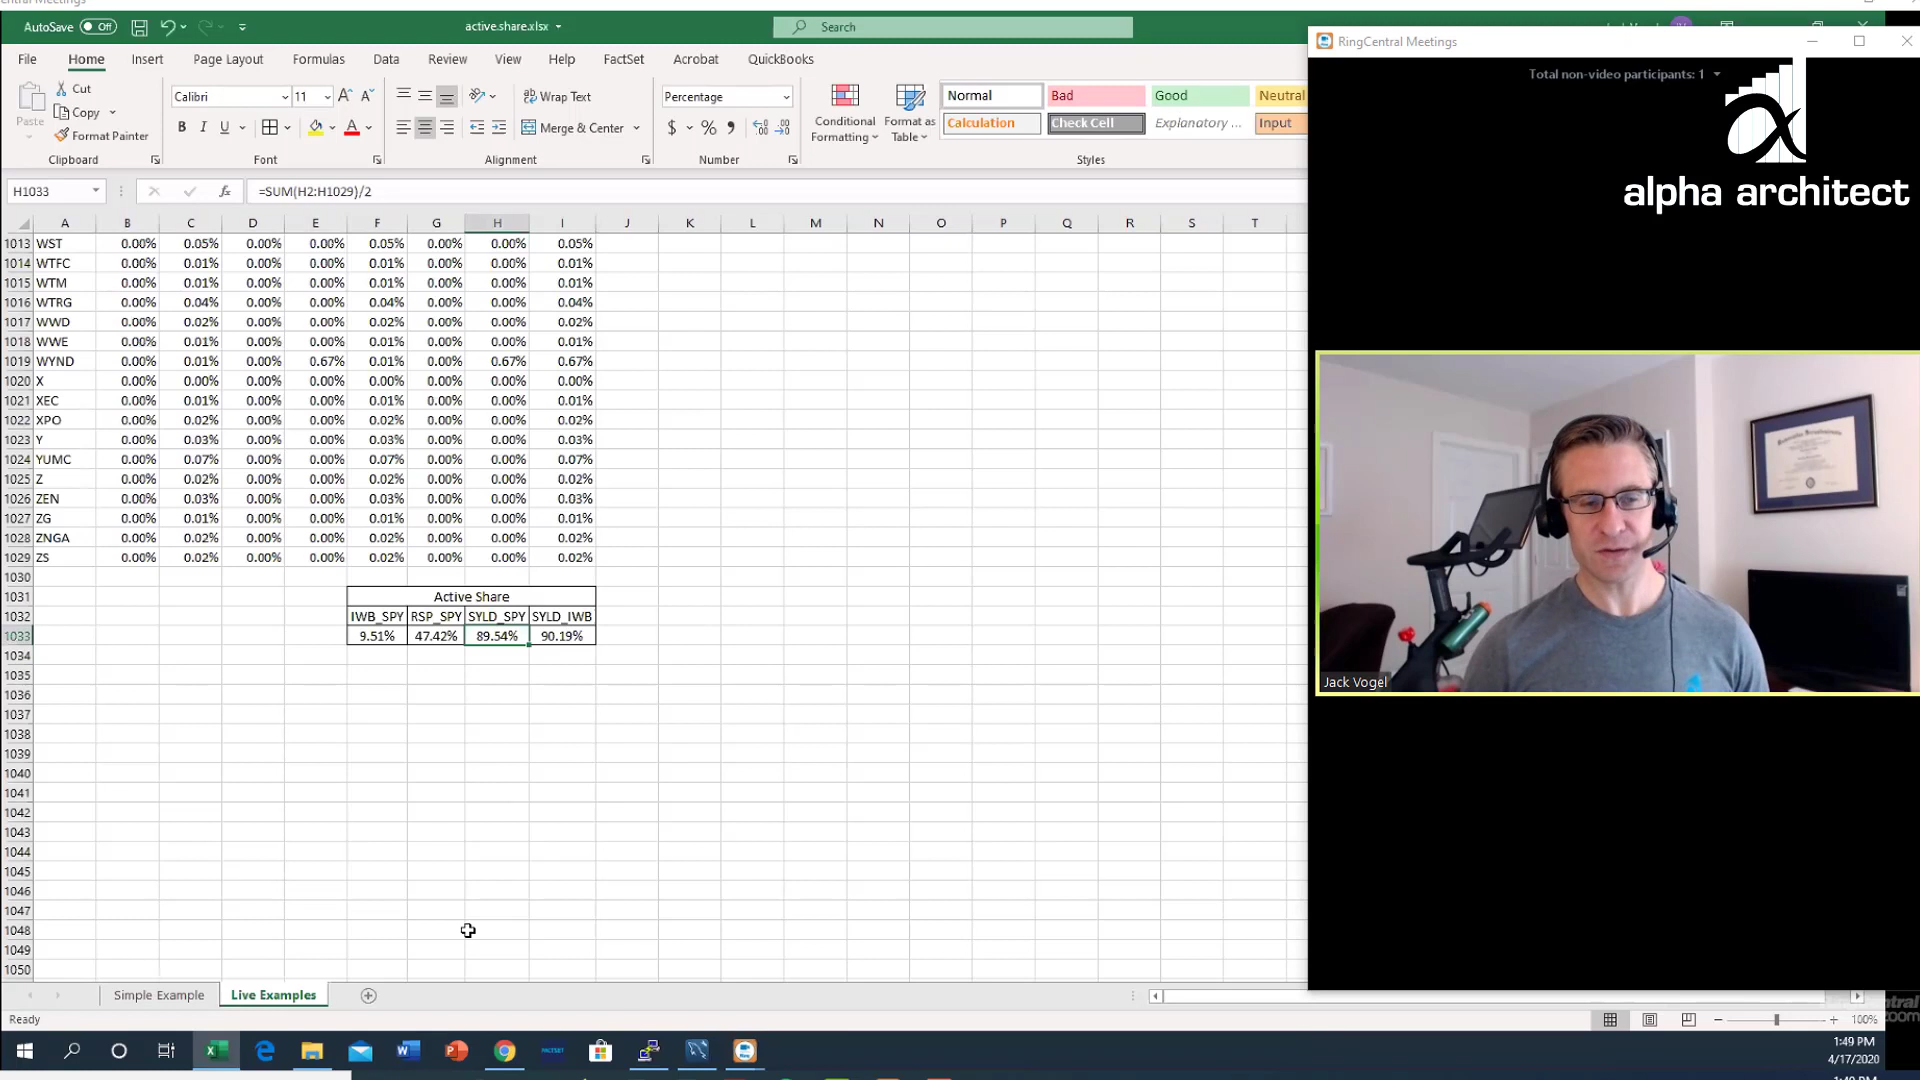 entral Meetings
AutoSave Off active.share.xlsx Search
File Home Insert Page Layout Formulas Data Review View Help FactSet Acrobat QuickBooks
Paste Cut Copy Format Painter Clipboard
Calibri 11 B I U A Font
Wrap Text Merge & Center Alignment
Percentage $ % , Number
Conditional Formatting Format as Table
Normal Bad Good Neutral
Calculation Check Cell Explanatory ... Input
Styles
H1033 fx =SUM(H2:H1029)/2
A B C D E F G H I J K L M N O P Q R S T
1013 WST 0.00% 0.05% 0.00% 0.00% 0.05% 0.00% 0.00% 0.05%
1014 WTFC 0.00% 0.01% 0.00% 0.00% 0.01% 0.00% 0.00% 0.01%
1015 WTM 0.00% 0.01% 0.00% 0.00% 0.01% 0.00% 0.00% 0.01%
1016 WTRG 0.00% 0.04% 0.00% 0.00% 0.04% 0.00% 0.00% 0.04%
1017 WWD 0.00% 0.02% 0.00% 0.00% 0.02% 0.00% 0.00% 0.02%
1018 WWE 0.00% 0.01% 0.00% 0.00% 0.01% 0.00% 0.00% 0.01%
1019 WYND 0.00% 0.01% 0.00% 0.67% 0.01% 0.00% 0.67% 0.67%
1020 X 0.00% 0.00% 0.00% 0.00% 0.00% 0.00% 0.00% 0.00%
1021 XEC 0.00% 0.01% 0.00% 0.00% 0.01% 0.00% 0.00% 0.01%
1022 XPO 0.00% 0.02% 0.00% 0.00% 0.02% 0.00% 0.00% 0.02%
1023 Y 0.00% 0.03% 0.00% 0.00% 0.03% 0.00% 0.00% 0.03%
1024 YUMC 0.00% 0.07% 0.00% 0.00% 0.07% 0.00% 0.00% 0.07%
1025 Z 0.00% 0.02% 0.00% 0.00% 0.02% 0.00% 0.00% 0.02%
1026 ZEN 0.00% 0.03% 0.00% 0.00% 0.03% 0.00% 0.00% 0.03%
1027 ZG 0.00% 0.01% 0.00% 0.00% 0.01% 0.00% 0.00% 0.01%
1028 ZNGA 0.00% 0.02% 0.00% 0.00% 0.02% 0.00% 0.00% 0.02%
1029 ZS 0.00% 0.02% 0.00% 0.00% 0.02% 0.00% 0.00% 0.02%
1030
1031 Active Share
1032 IWB_SPY RSP_SPY SYLD_SPY SYLD_IWB
1033 9.51% 47.42% 89.54% 90.19%
1034
1035
1036
1037
1038
1039
1040
1041
1042
1043
1044
1045
1046
1047
1048
1049
1050
Simple Example Live Examples
Ready 100%
RingCentral Meetings
Total non-video participants: 1
alpha architect
Jack Vogel
zoom
1:49 PM
4/17/2020